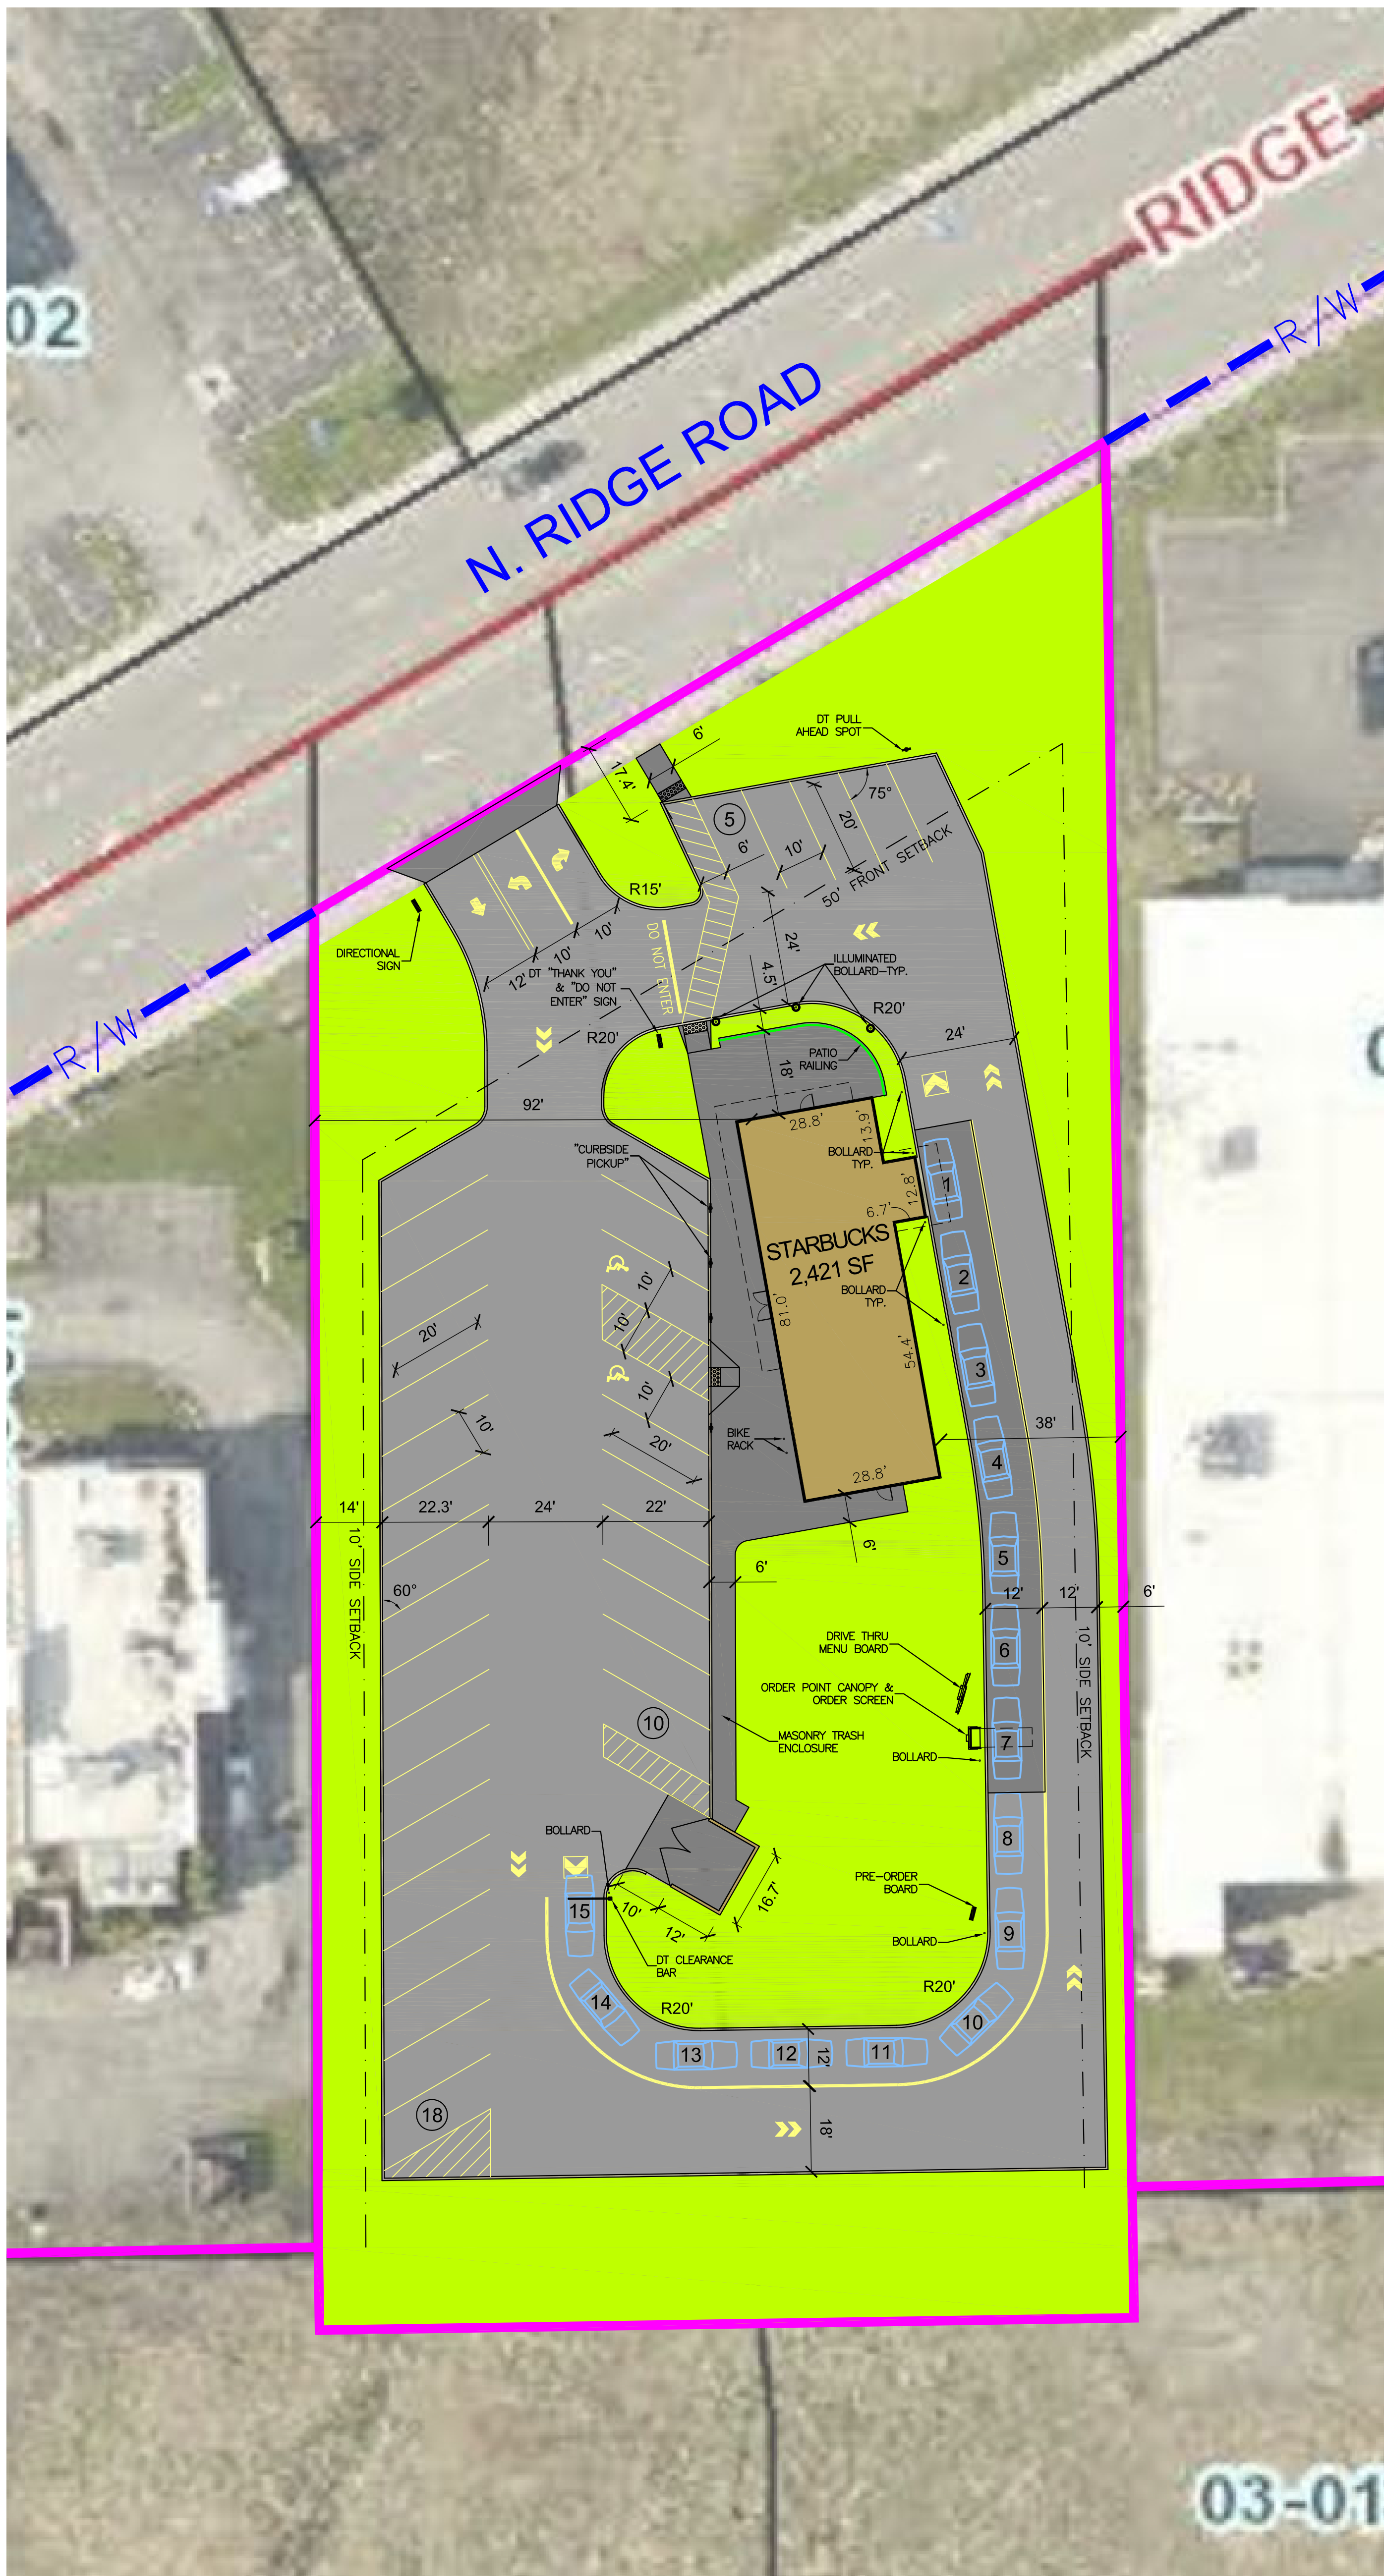 RIDGE
R/W
02
N. RIDGE ROAD
DT PULL
AHEAD SPOT
6'
17.4'
75°
5
20'
6'
10'
50' FRONT SETBACK
R15'
10'
10'
12'
DO NOT ENTER
24'
DIRECTIONAL
SIGN
DT "THANK YOU"
& "DO NOT
ENTER" SIGN
ILLUMINATED
BOLLARD-TYP.
4.5'
R20'
R20'
R/W
24'
PATIO
RAILING
18'
92'
28.8'
13.9'
"CURBSIDE
PICKUP"
BOLLARD
TYP.
1
12.8'
6.7'
STARBUCKS
2,421 SF
2
BOLLARD
TYP.
10'
10'
81.0'
20'
54.4'
3
10'
10'
38'
BIKE
RACK
20'
4
28.8'
14'
22.3'
24'
22'
10' SIDE SETBACK
9'
5
6'
60°
12'
12'
6'
DRIVE THRU
MENU BOARD
6
10' SIDE SETBACK
ORDER POINT CANOPY &
ORDER SCREEN
10
MASONRY TRASH
ENCLOSURE
7
BOLLARD
BOLLARD
8
PRE-ORDER
BOARD
16.7'
15
10'
12'
9
BOLLARD
DT CLEARANCE
BAR
R20'
14
R20'
10
13
12
12'
11
18
18'
03-01